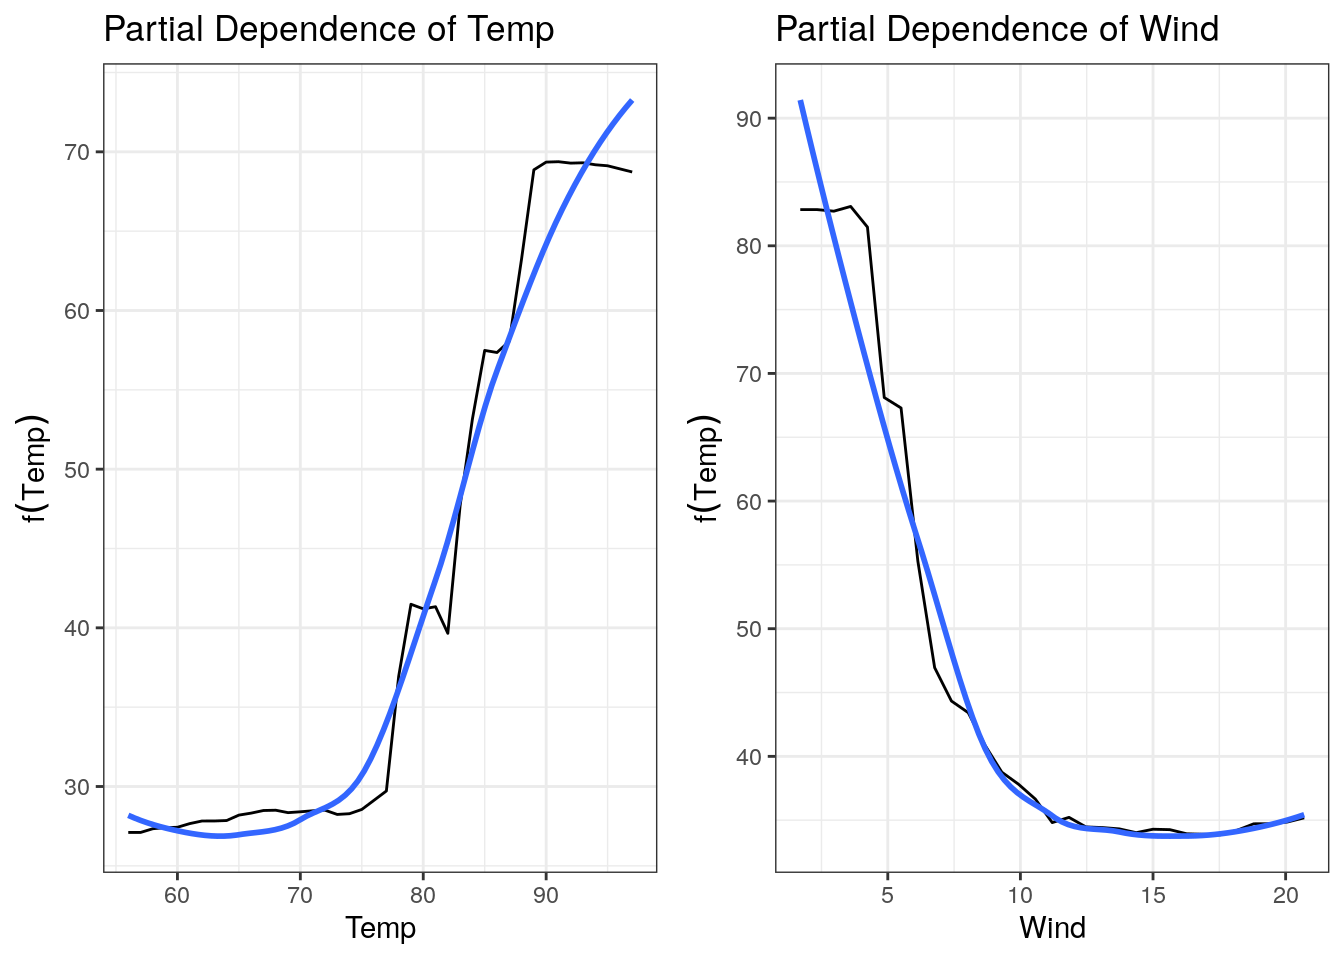 Partial Dependence of Temp
70
60
50
40
30
f(Temp)
60 70 80 90
Temp
Partial Dependence of Wind
90
80
70
60
50
40
f(Temp)
5 10 15 20
Wind